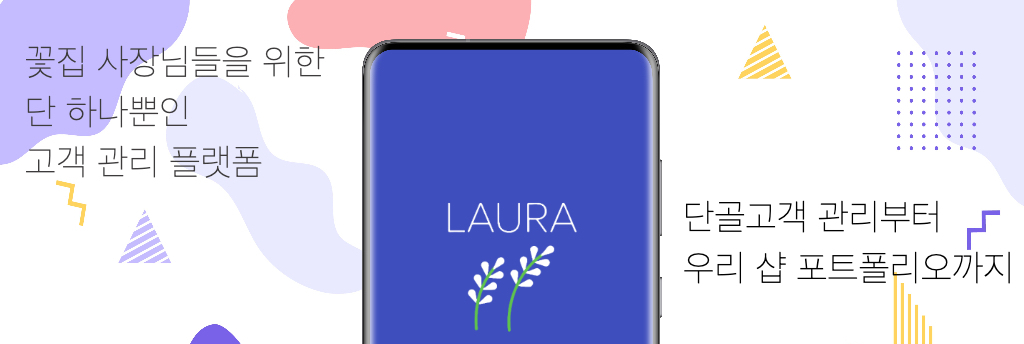 꽃집 사장님들을 위한
단 하나뿐인
고객 관리 플랫폼
LAURA
단골고객 관리부터
우리 샵 포트폴리오까지